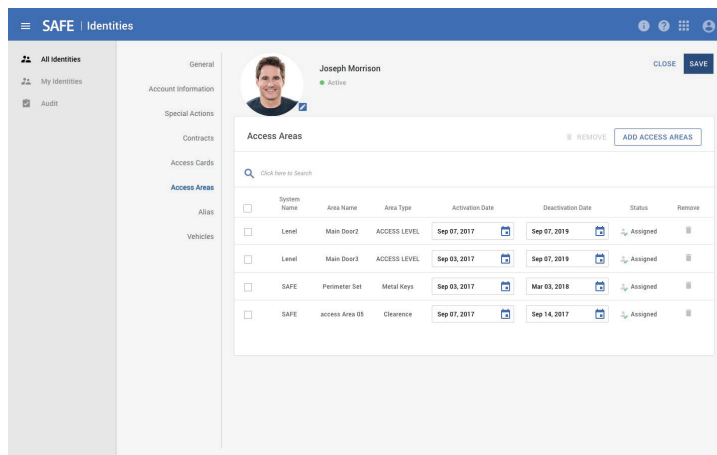 SAFE | Identities
All Identities
My Identities
Audit
General
Account Information
Special Actions
Contracts
Access Cards
Access Areas
Alias
Vehicles
Joseph Morrison
Active
CLOSE SAVE
Access Areas REMOVE ADD ACCESS AREAS
Click here to Search
System Name Area Name Area Type Activation Date Deactivation Date Status Remove
Lenel Main Door2 ACCESS LEVEL Sep 07, 2017 Sep 07, 2019 Assigned
Lenel Main Door3 ACCESS LEVEL Sep 03, 2017 Sep 07, 2019 Assigned
SAFE Perimeter Set Metal Keys Sep 03, 2017 Mar 03, 2018 Assigned
SAFE access Area 05 Clearence Sep 07, 2017 Sep 14, 2017 Assigned